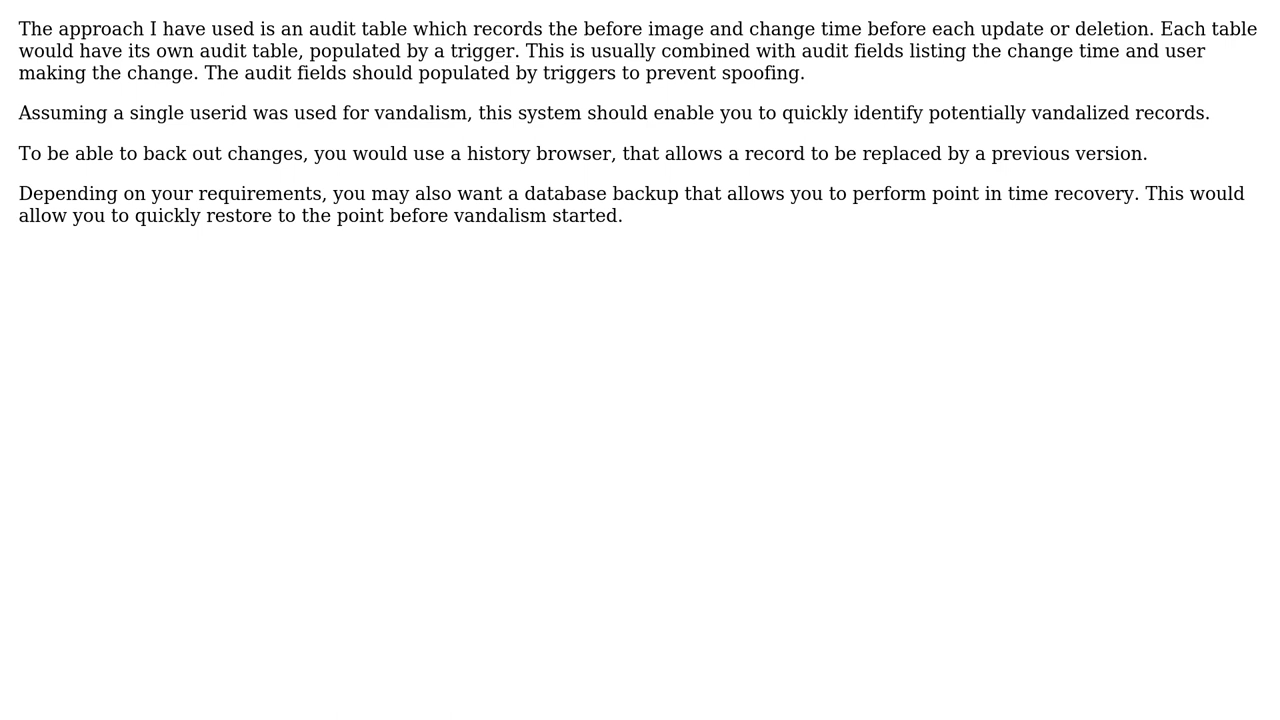 The approach I have used is an audit table which records the before image and change time before each update or deletion. Each table
would have its own audit table, populated by a trigger. This is usually combined with audit fields listing the change time and user
making the change. The audit fields should populated by triggers to prevent spoofing.
Assuming a single userid was used for vandalism, this system should enable you to quickly identify potentially vandalized records.
To be able to back out changes, you would use a history browser, that allows a record to be replaced by a previous version.
Depending on your requirements, you may also want a database backup that allows you to perform point in time recovery. This would
allow you to quickly restore to the point before vandalism started.